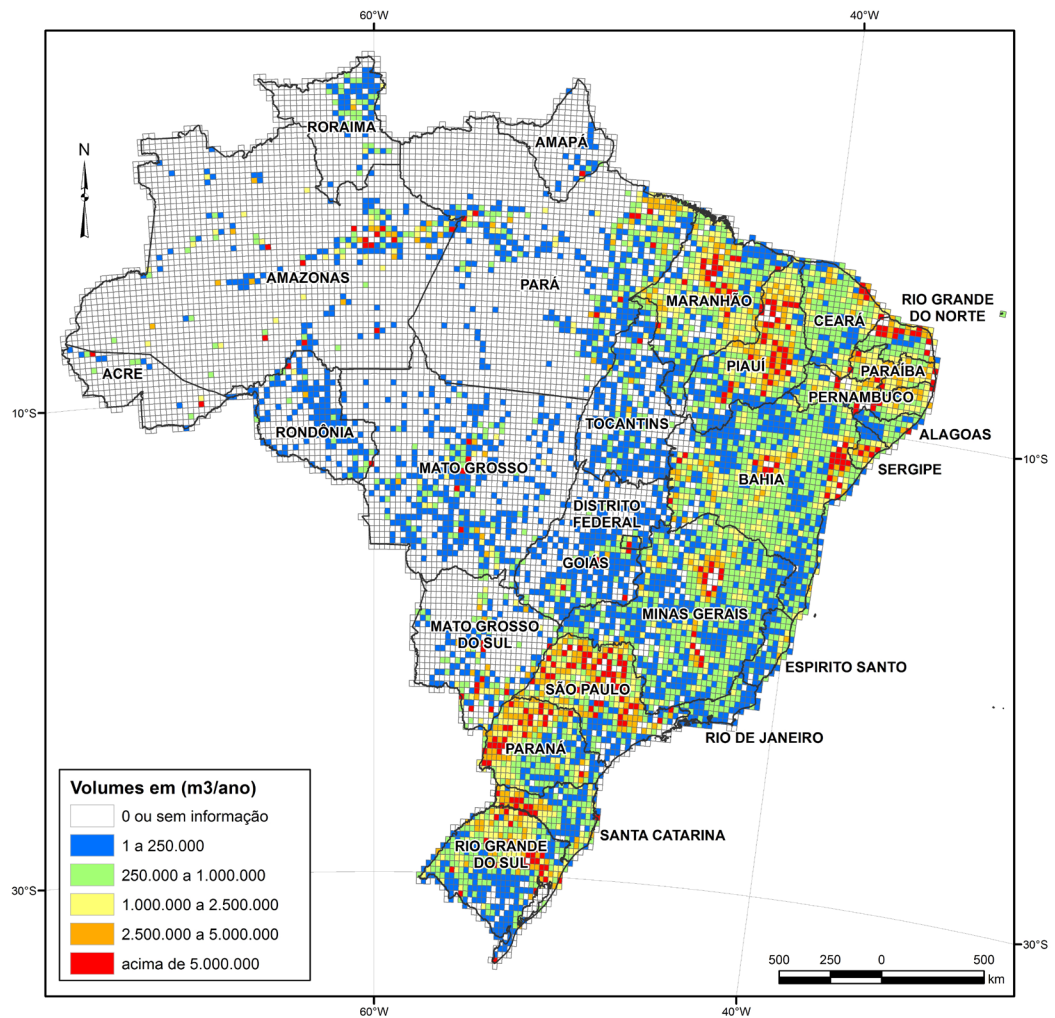 60°W
40°W
N
RORAIMA
AMAPÁ
AMAZONAS
PARÁ
MARANHÃO
CEARÁ
RIO GRANDE
DO NORTE
ACRE
PIAUÍ
PARAÍBA
PERNAMBUCO
10°S
RONDÔNIA
TOCANTINS
ALAGOAS
10°S
MATO GROSSO
BAHIA
SERGIPE
DISTRITO
FEDERAL
GOIÁS
MATO GROSSO
DO SUL
MINAS GERAIS
ESPIRITO SANTO
SÃO PAULO
RIO DE JANEIRO
PARANÁ
SANTA CATARINA
RIO GRANDE
DO SUL
Volumes em (m3/ano)
0 ou sem informação
1 a 250.000
250.000 a 1.000.000
1.000.000 a 2.500.000
2.500.000 a 5.000.000
acima de 5.000.000
30°S
30°S
500 250 0 500
km
60°W
40°W